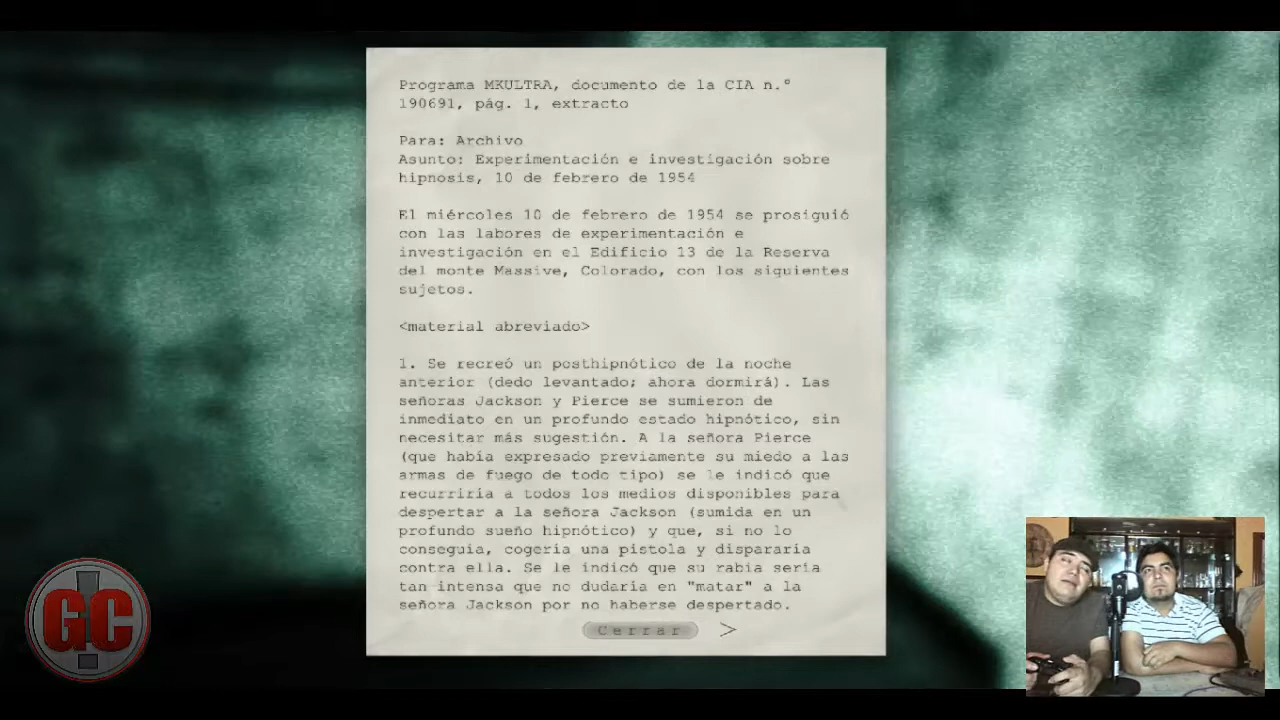 Programa MKULTRA, documento de la CIA n.º
190691, pág. 1, extracto
Para: Archivo
Asunto: Experimentación e investigación sobre
hipnosis, 10 de febrero de 1954
El miércoles 10 de febrero de 1954 se prosiguió
con las labores de experimentación e
investigación en el Edificio 13 de la Reserva
del monte Massive, Colorado, con los siguientes
sujetos.
<material abreviado>
1. Se recreó un posthipnótico de la noche
anterior (dedo levantado; ahora dormirá). Las
señoras Jackson y Pierce se sumieron de
inmediato en un profundo estado hipnótico, sin
necesitar más sugestión. A la señora Pierce
(que había expresado previamente su miedo a las
armas de fuego de todo tipo) se le indicó que
recurriría a todos los medios disponibles para
despertar a la señora Jackson (sumida en un
profundo sueño hipnótico) y que, si no lo
conseguía, cogería una pistola y dispararía
contra ella. Se le indicó que su rabia sería
tan intensa que no dudaría en "matar" a la
señora Jackson por no haberse despertado.
Cerrar >
GC